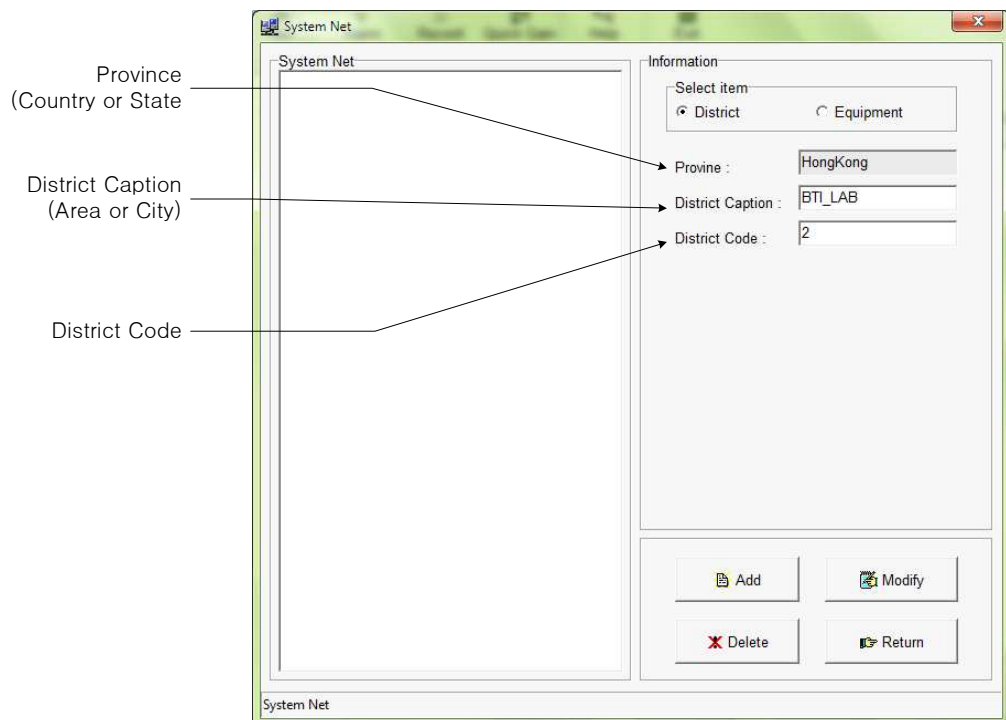 System Net
System Net
Information
Select item
District
Equipment
Province
(Country or State
Provine :
HongKong
District Caption
(Area or City)
District Caption :
BTI_LAB
District Code :
2
District Code
Add
Modify
Delete
Return
System Net